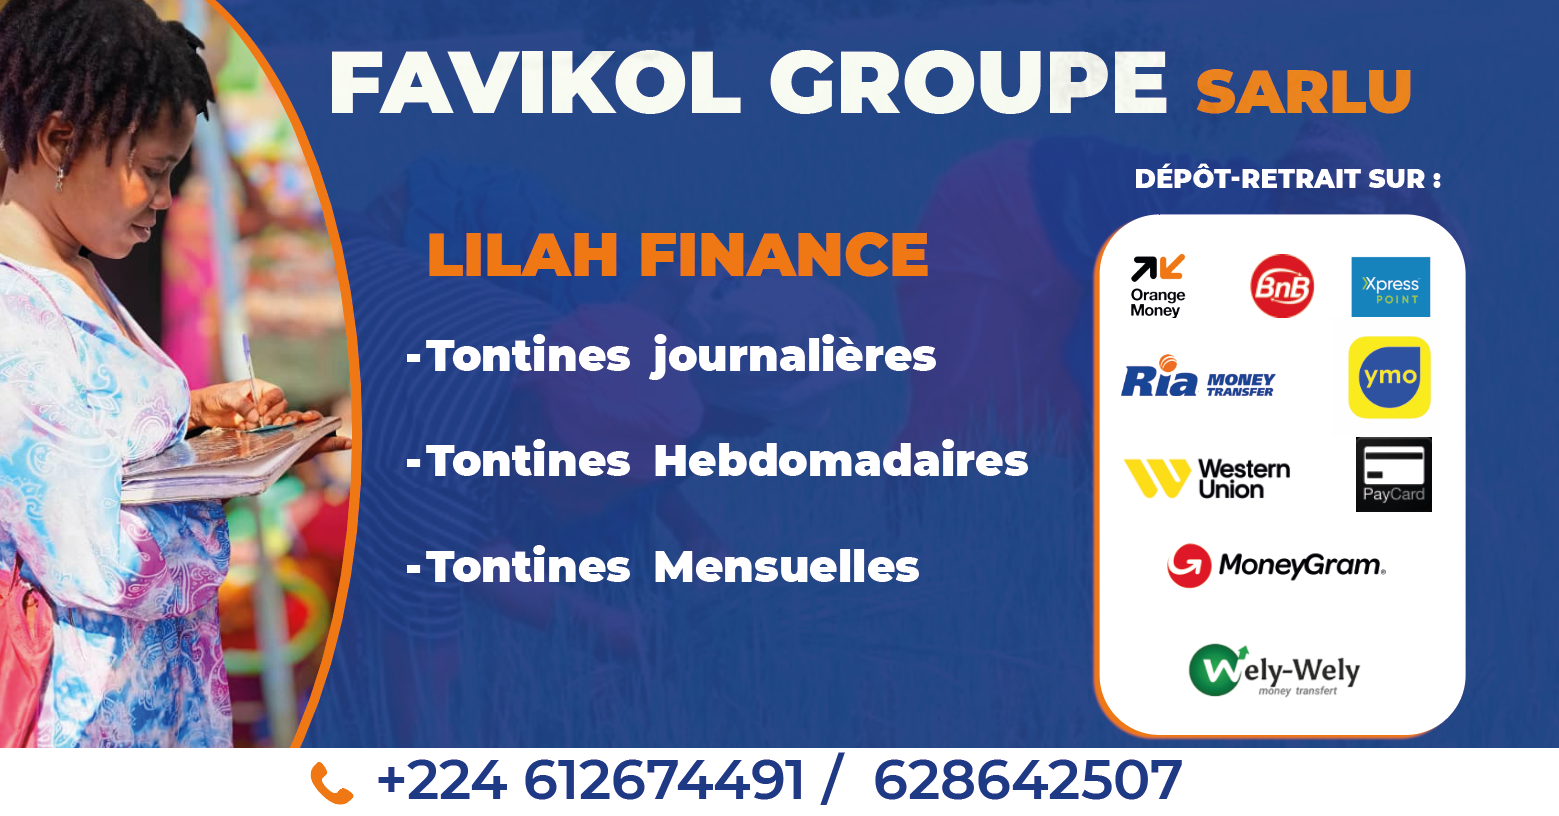 FAVIKOL GROUPE SARLU
LILAH FINANCE
-Tontines journalières
-Tontines Hebdomadaires
-Tontines Mensuelles
DÉPÔT-RETRAIT SUR :
Orange
Money
BnB
Xpress
POINT
Ria MONEY
TRANSFER
ymo
Western
Union
PayCard
MoneyGram®
Wely-Wely
money transfert
+224 612674491 / 628642507